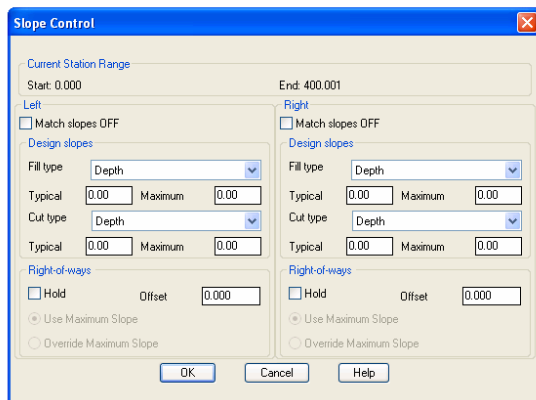 Slope Control
Current Station Range
Start: 0.000 End: 400.001
Left
Match slopes OFF
Design slopes
Fill type Depth
Typical 0.00 Maximum 0.00
Cut type Depth
Typical 0.00 Maximum 0.00
Right-of-ways
Hold Offset 0.000
Use Maximum Slope
Override Maximum Slope
Right
Match slopes OFF
Design slopes
Fill type Depth
Typical 0.00 Maximum 0.00
Cut type Depth
Typical 0.00 Maximum 0.00
Right-of-ways
Hold Offset 0.000
Use Maximum Slope
Override Maximum Slope
OK Cancel Help